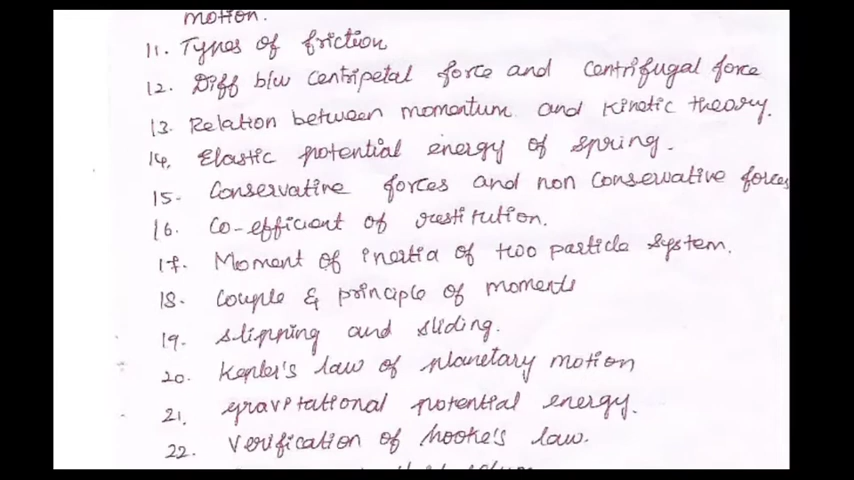 motion.
11. Types of friction
12. Diff b/w centripetal force and centrifugal force
13. Relation between momentum and kinetic theory.
14. Elastic potential energy of spring.
15. Conservative forces and non conservative forces
16. Co-efficient of restitution.
17. Moment of inertia of two particle system.
18. Couple & principle of moments
19. slipping and sliding.
20. Kepler's law of planetary motion
21. gravitational potential energy.
22. Verification of hooke's law.